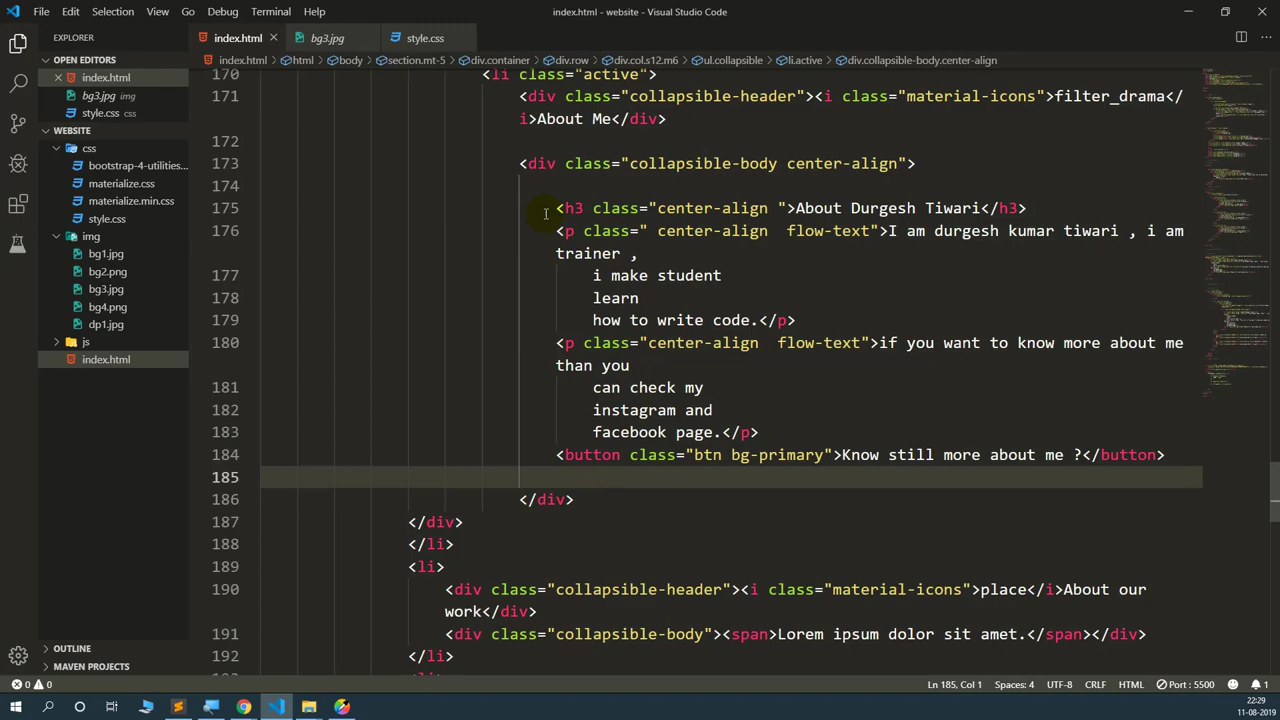 File Edit Selection View Go Debug Terminal Help
index.html - website - Visual Studio Code
EXPLORER
OPEN EDITORS
index.html
bg3.jpg img
style.css css
WEBSITE
css
bootstrap-4-utilities...
materialize.css
materialize.min.css
style.css
img
bg1.jpg
bg2.png
bg3.jpg
bg4.png
dp1.jpg
js
index.html
OUTLINE
MAVEN PROJECTS
index.html bg3.jpg style.css
index.html › html › body › section.mt-5 › div.container › div.row › div.col.s12.m6 › ul.collapsible › li.active › div.collapsible-body.center-align
170 <li class="active">
171 <div class="collapsible-header"><i class="material-icons">filter_drama</
i>About Me</div>
172
173 <div class="collapsible-body center-align">
174
175 <h3 class="center-align ">About Durgesh Tiwari</h3>
176 <p class=" center-align  flow-text">I am durgesh kumar tiwari , i am
trainer ,
177 i make student
178 learn
179 how to write code.</p>
180 <p class="center-align  flow-text">if you want to know more about me
than you
181 can check my
182 instagram and
183 facebook page.</p>
184 <button class="btn bg-primary">Know still more about me ?</button>
185
186 </div>
187 </div>
188 </li>
189 <li>
190 <div class="collapsible-header"><i class="material-icons">place</i>About our
work</div>
191 <div class="collapsible-body"><span>Lorem ipsum dolor sit amet.</span></div>
192 </li>
0 0
Ln 185, Col 1 Spaces: 4 UTF-8 CRLF HTML Port : 5500 1
22:29
11-08-2019